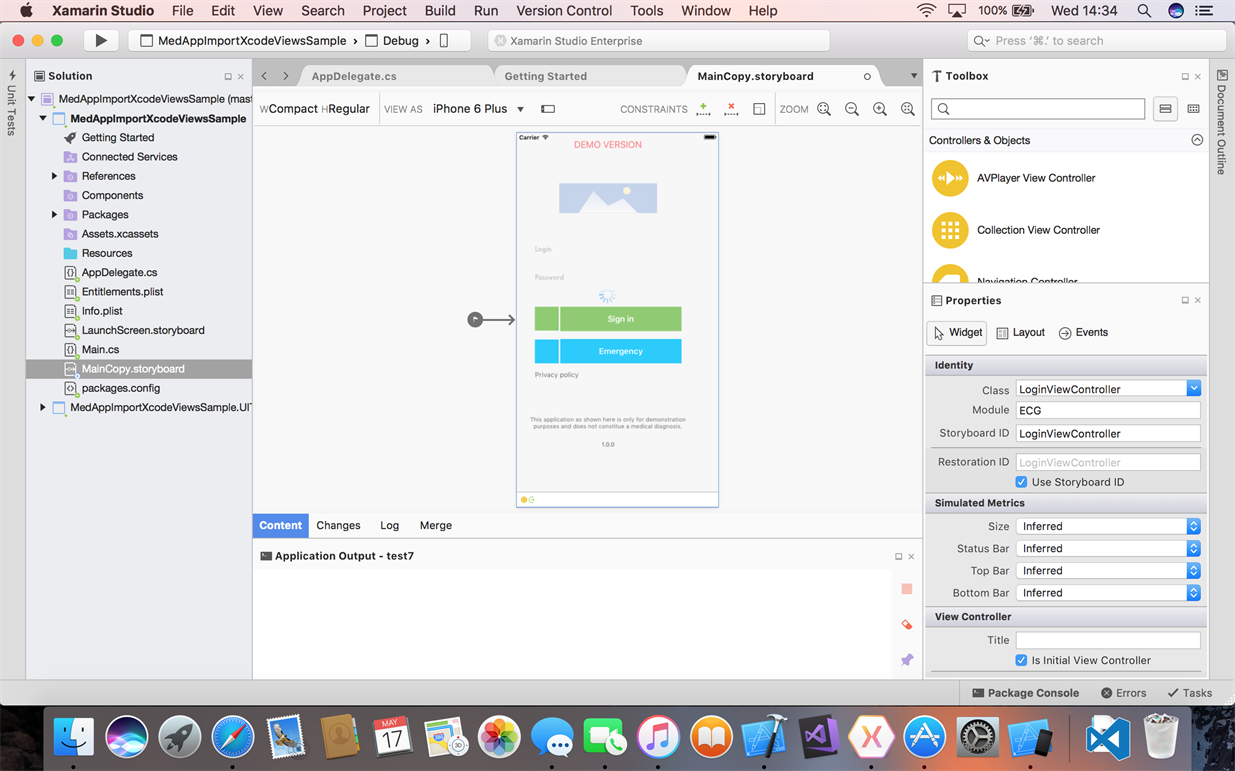 Xamarin Studio File Edit View Search Project Build Run Version Control Tools Window Help 100% Wed 14:34
MedAppImportXcodeViewsSample › Debug ›
Xamarin Studio Enterprise
Press '⌘.' to search
Unit Tests
Solution
MedAppImportXcodeViewsSample (mast
MedAppImportXcodeViewsSample
Getting Started
Connected Services
References
Components
Packages
Assets.xcassets
Resources
AppDelegate.cs
Entitlements.plist
Info.plist
LaunchScreen.storyboard
Main.cs
MainCopy.storyboard
packages.config
MedAppImportXcodeViewsSample.UIT
AppDelegate.cs Getting Started MainCopy.storyboard
wCompact HRegular VIEW AS iPhone 6 Plus CONSTRAINTS ZOOM
Carrier
DEMO VERSION
Login
Password
Sign in
Emergency
Privacy policy
This application as shown here is only for demonstration
purposes and does not constitue a medical diagnosis.
1.0.0
Content Changes Log Merge
Application Output - test7
Toolbox
Controllers & Objects
AVPlayer View Controller
Collection View Controller
Navigation Controller
Properties
Widget Layout Events
Identity
Class LoginViewController
Module ECG
Storyboard ID LoginViewController
Restoration ID LoginViewController
Use Storyboard ID
Simulated Metrics
Size Inferred
Status Bar Inferred
Top Bar Inferred
Bottom Bar Inferred
View Controller
Title
Is Initial View Controller
Document Outline
Package Console Errors Tasks
MAY
17
3D